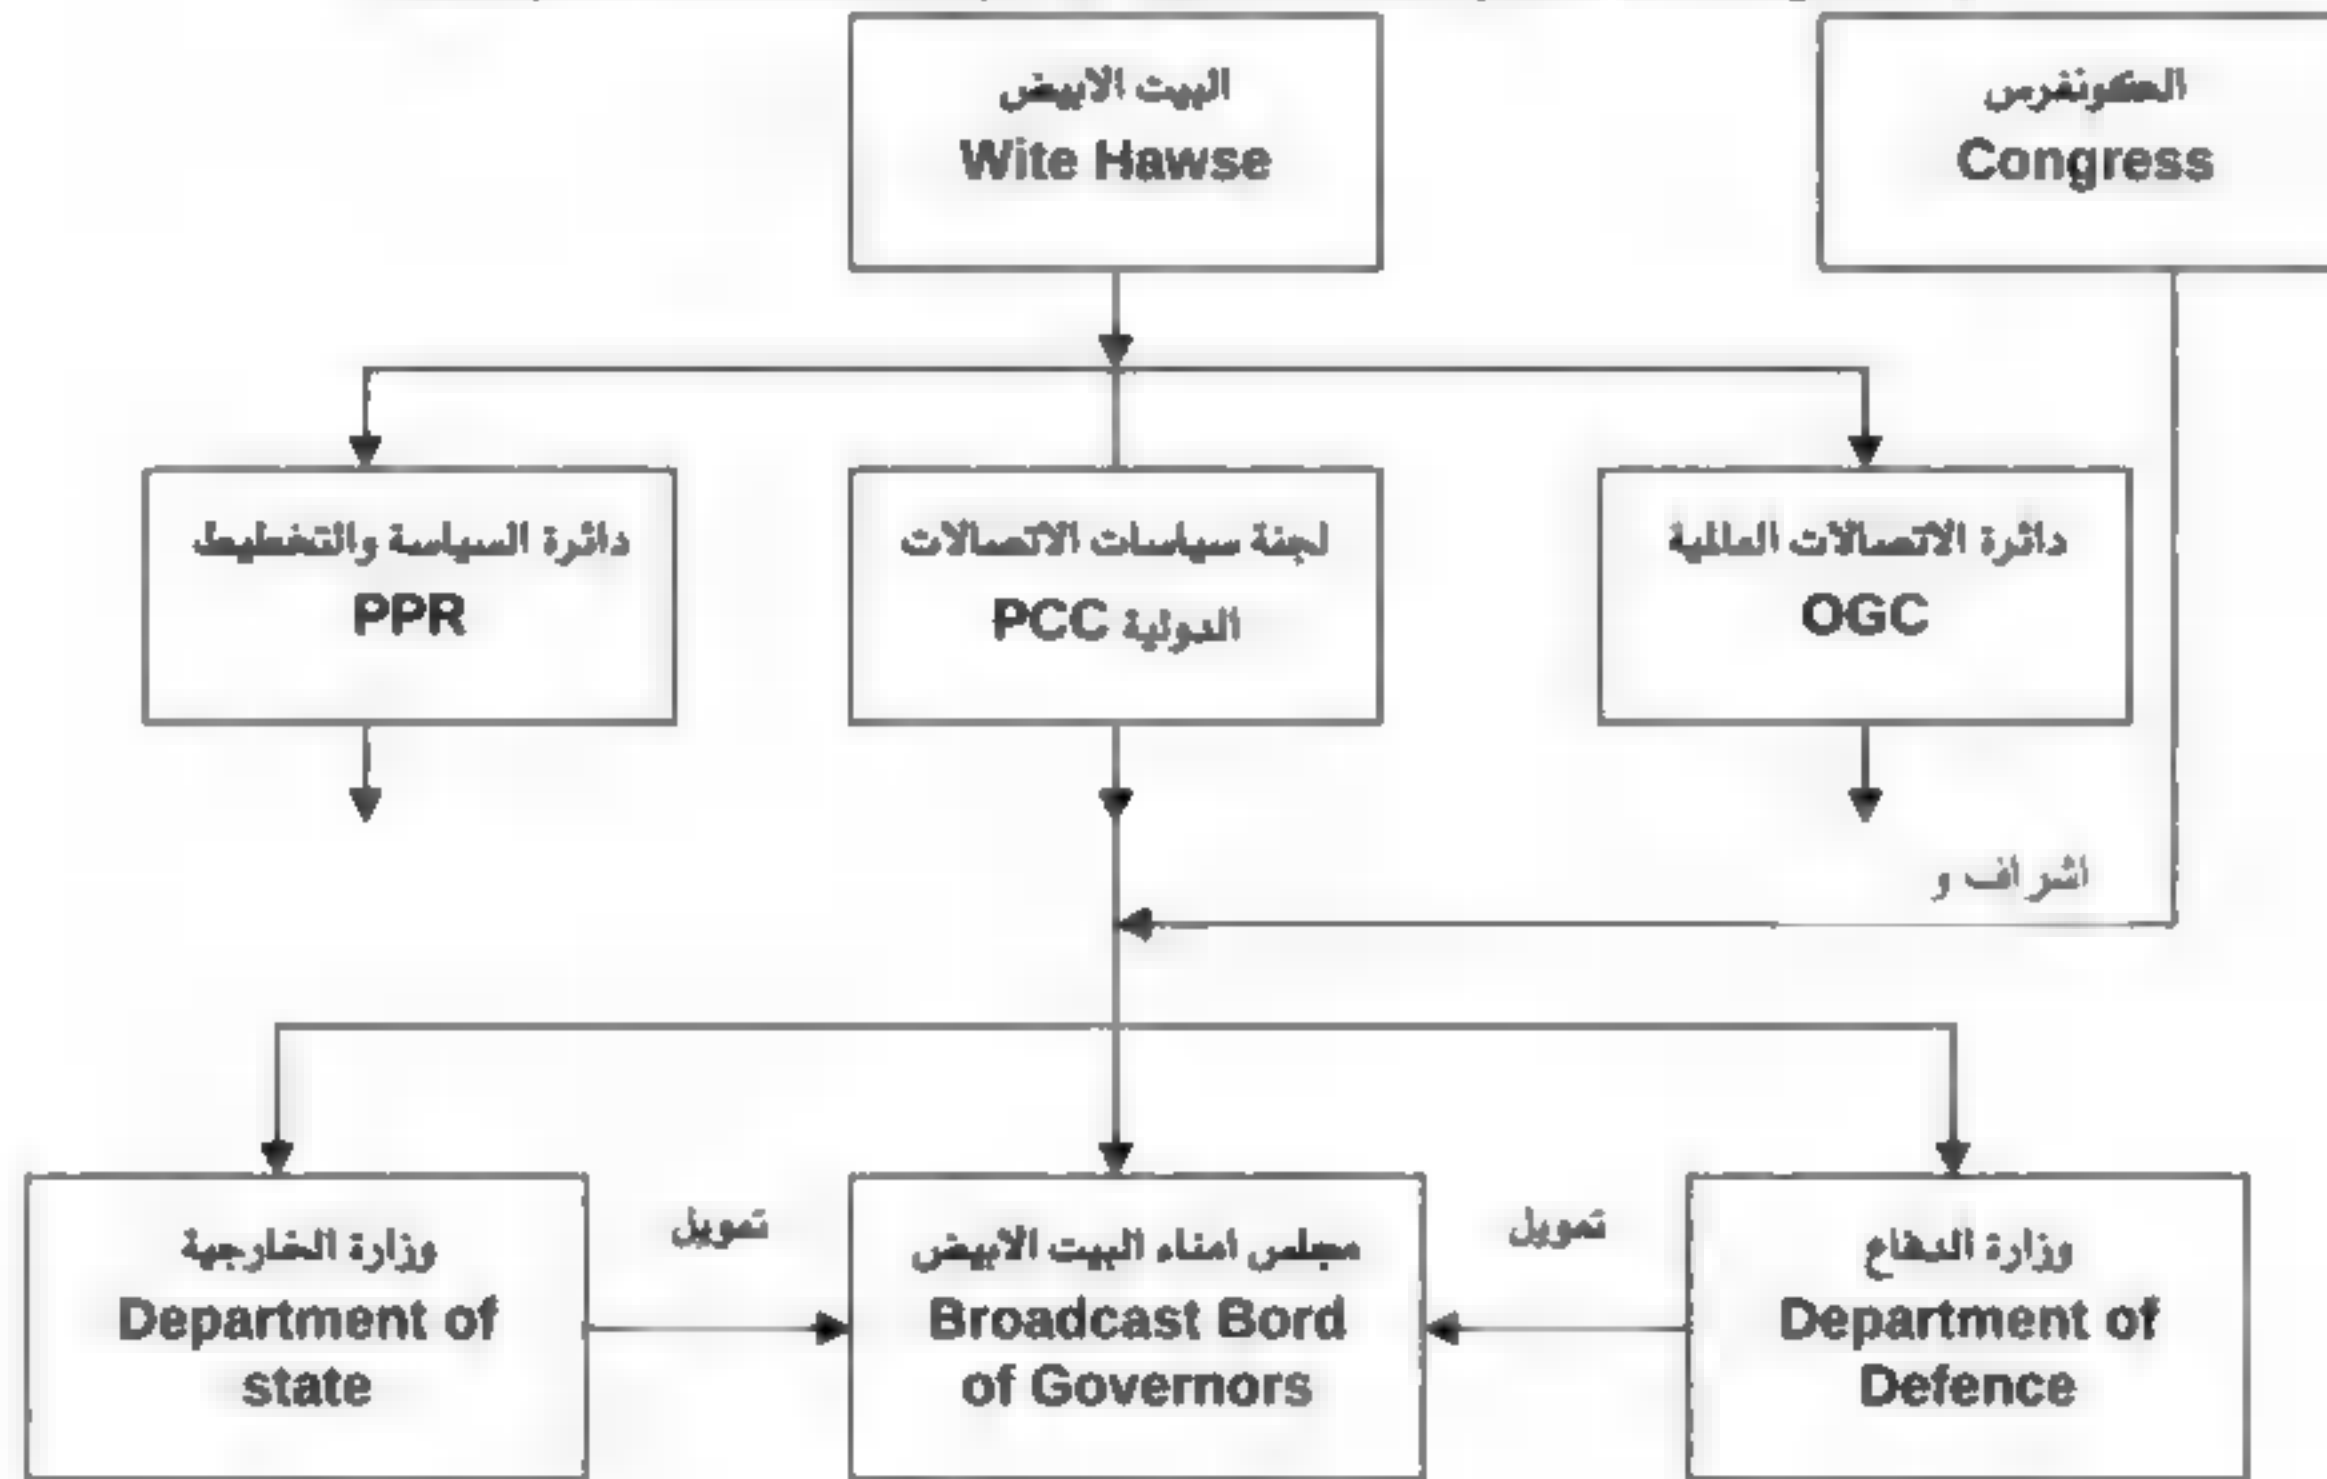 البيت الابيض
Wite Hawse
الكونغرس
Congress
دائرة السياسة والتخطيط
PPR
لجنة سياسات الاتصالات
الدولية PCC
دائرة الاتصالات العالمية
OGC
اشراف و
وزارة الخارجية
Department of
state
تمويل
مجلس امناء البيت الابيض
Broadcast Bord
of Governors
تمويل
وزارة الدفاع
Department of
Defence